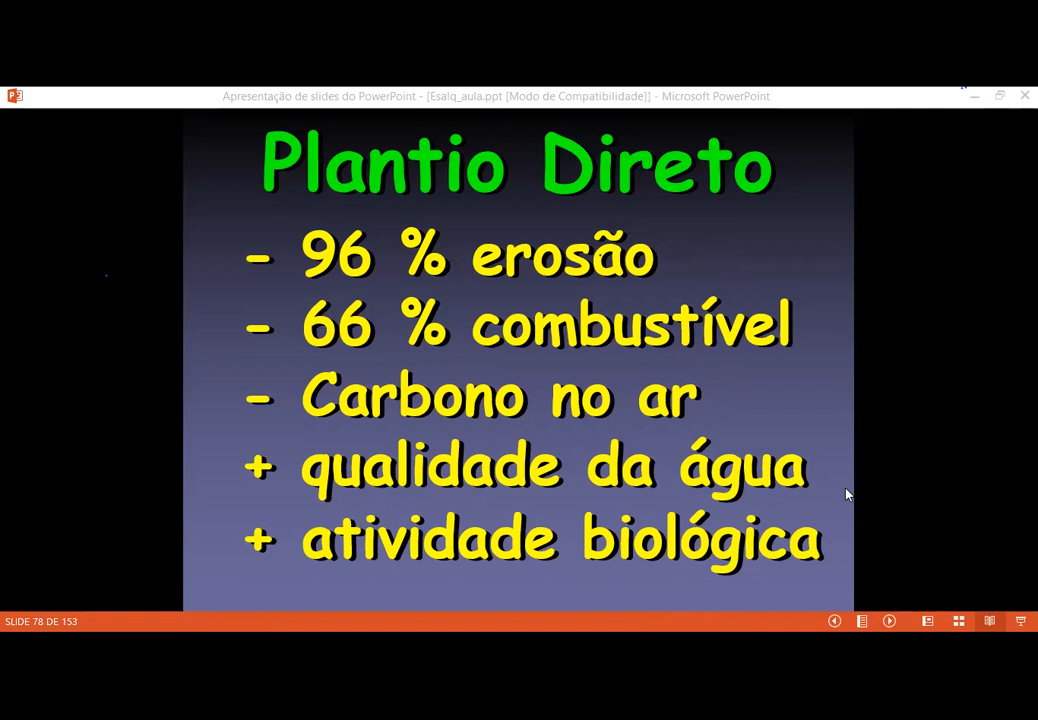 Apresentação de slides do PowerPoint - [Esalq_aula.ppt [Modo de Compatibilidade]] - Microsoft PowerPoint
Plantio Direto
- 96 % erosão
- 66 % combustível
- Carbono no ar
+ qualidade da água
+ atividade biológica
SLIDE 78 DE 153